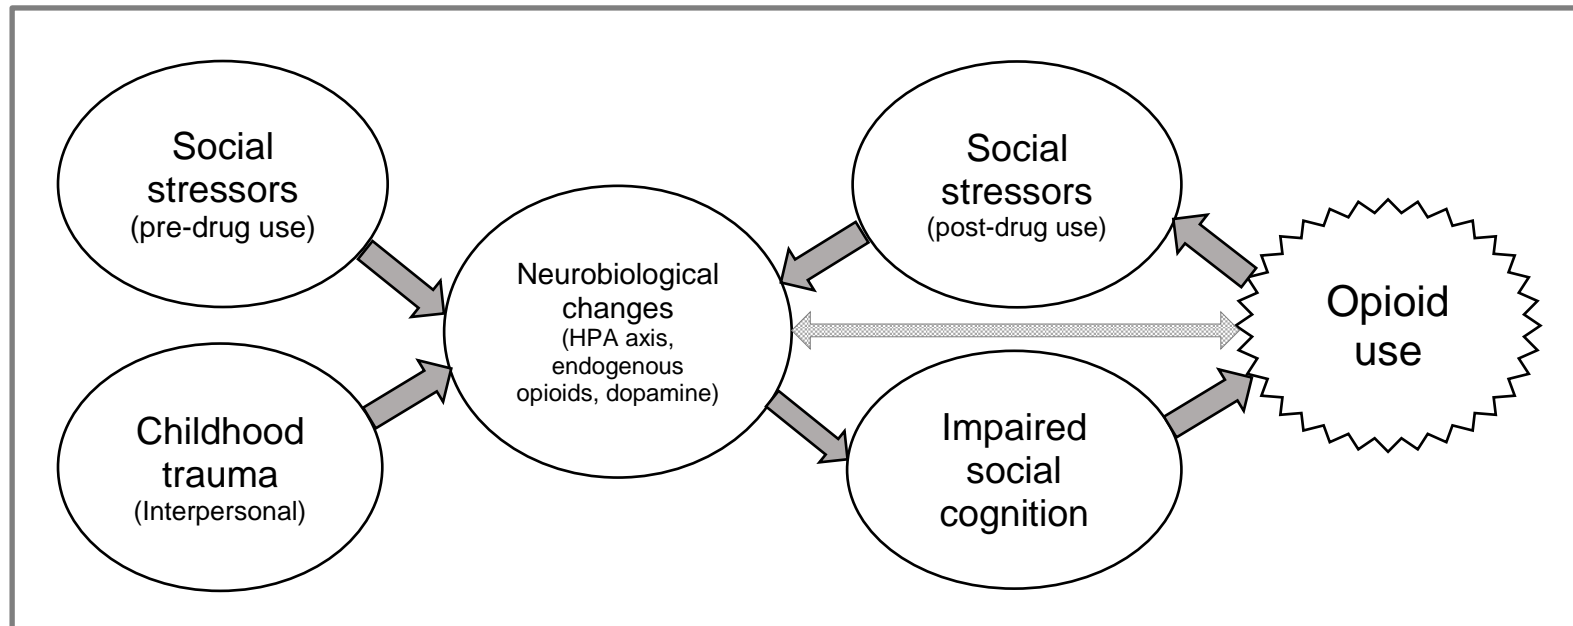 Social
stressors
(pre-drug use)
Childhood
trauma
(Interpersonal)
Neurobiological
changes
(HPA axis,
endogenous
opioids, dopamine)
Social
stressors
(post-drug use)
Impaired
social
cognition
Opioid
use